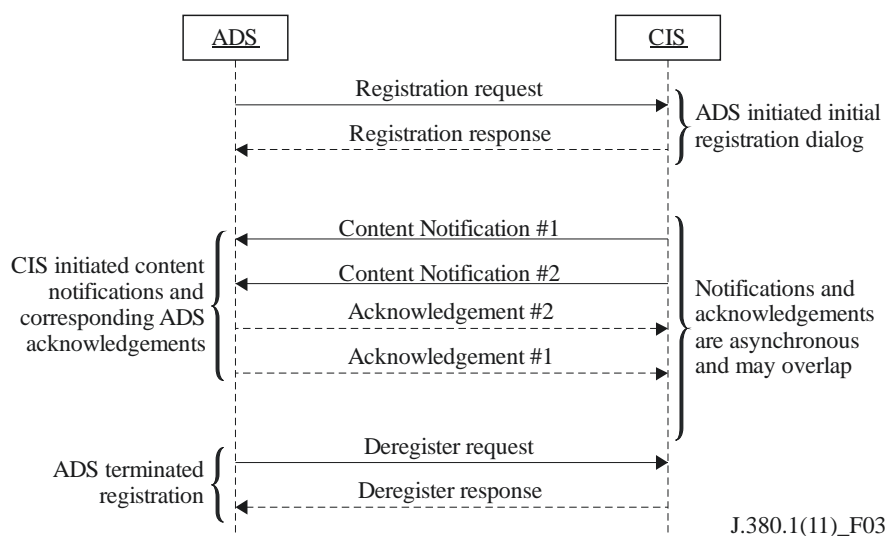 ADS
CIS
Registration request
ADS initiated initial
registration dialog
Registration response
Content Notification #1
CIS initiated content
notifications and
corresponding ADS
acknowledgements
Content Notification #2
Acknowledgement #2
Acknowledgement #1
Notifications and
acknowledgements
are asynchronous
and may overlap
Deregister request
ADS terminated
registration
Deregister response
J.380.1(11)_F03